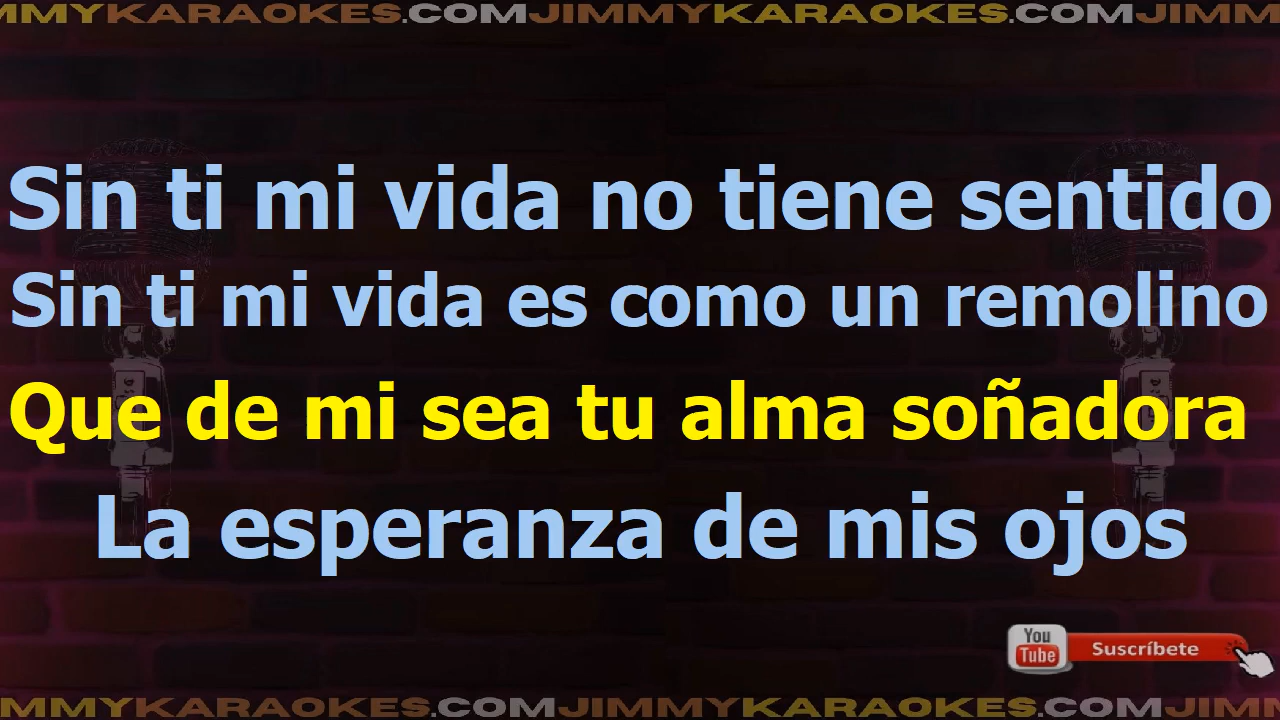 MMYKARAOKES.COMJIMMYKARAOKES.COMJIMM
Sin ti mi vida no tiene sentido
Sin ti mi vida es como un remolino
Que de mi sea tu alma soñadora
La esperanza de mis ojos
You
Tube
Suscríbete
MMYKARAOKES.COMJIMMYKARAOKES.COMJIMM